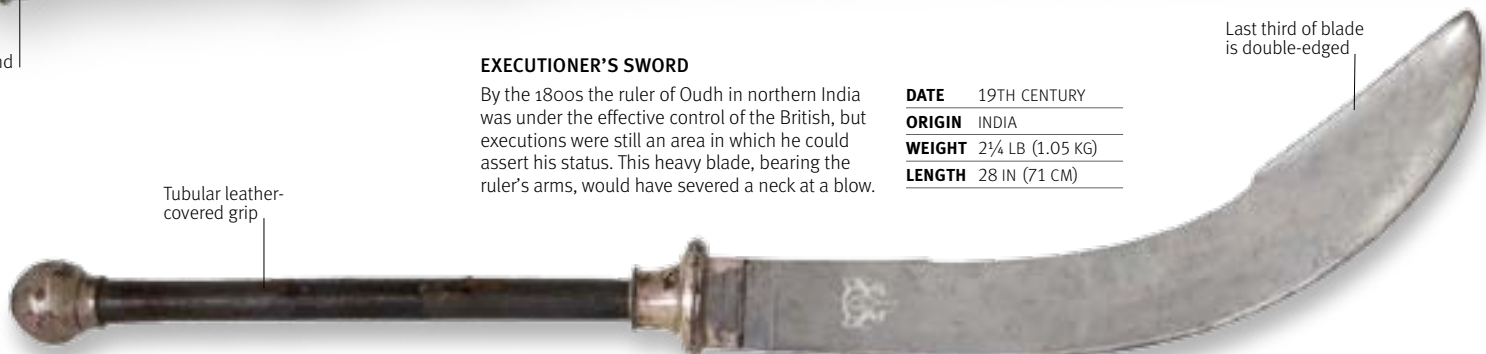 nd
Last third of blade
is double-edged
EXECUTIONER'S SWORD
By the 1800s the ruler of Oudh in northern India
was under the effective control of the British, but
executions were still an area in which he could
assert his status. This heavy blade, bearing the
ruler's arms, would have severed a neck at a blow.
DATE 19TH CENTURY
ORIGIN INDIA
WEIGHT 2¼ LB (1.05 KG)
LENGTH 28 IN (71 CM)
Tubular leather-
covered grip